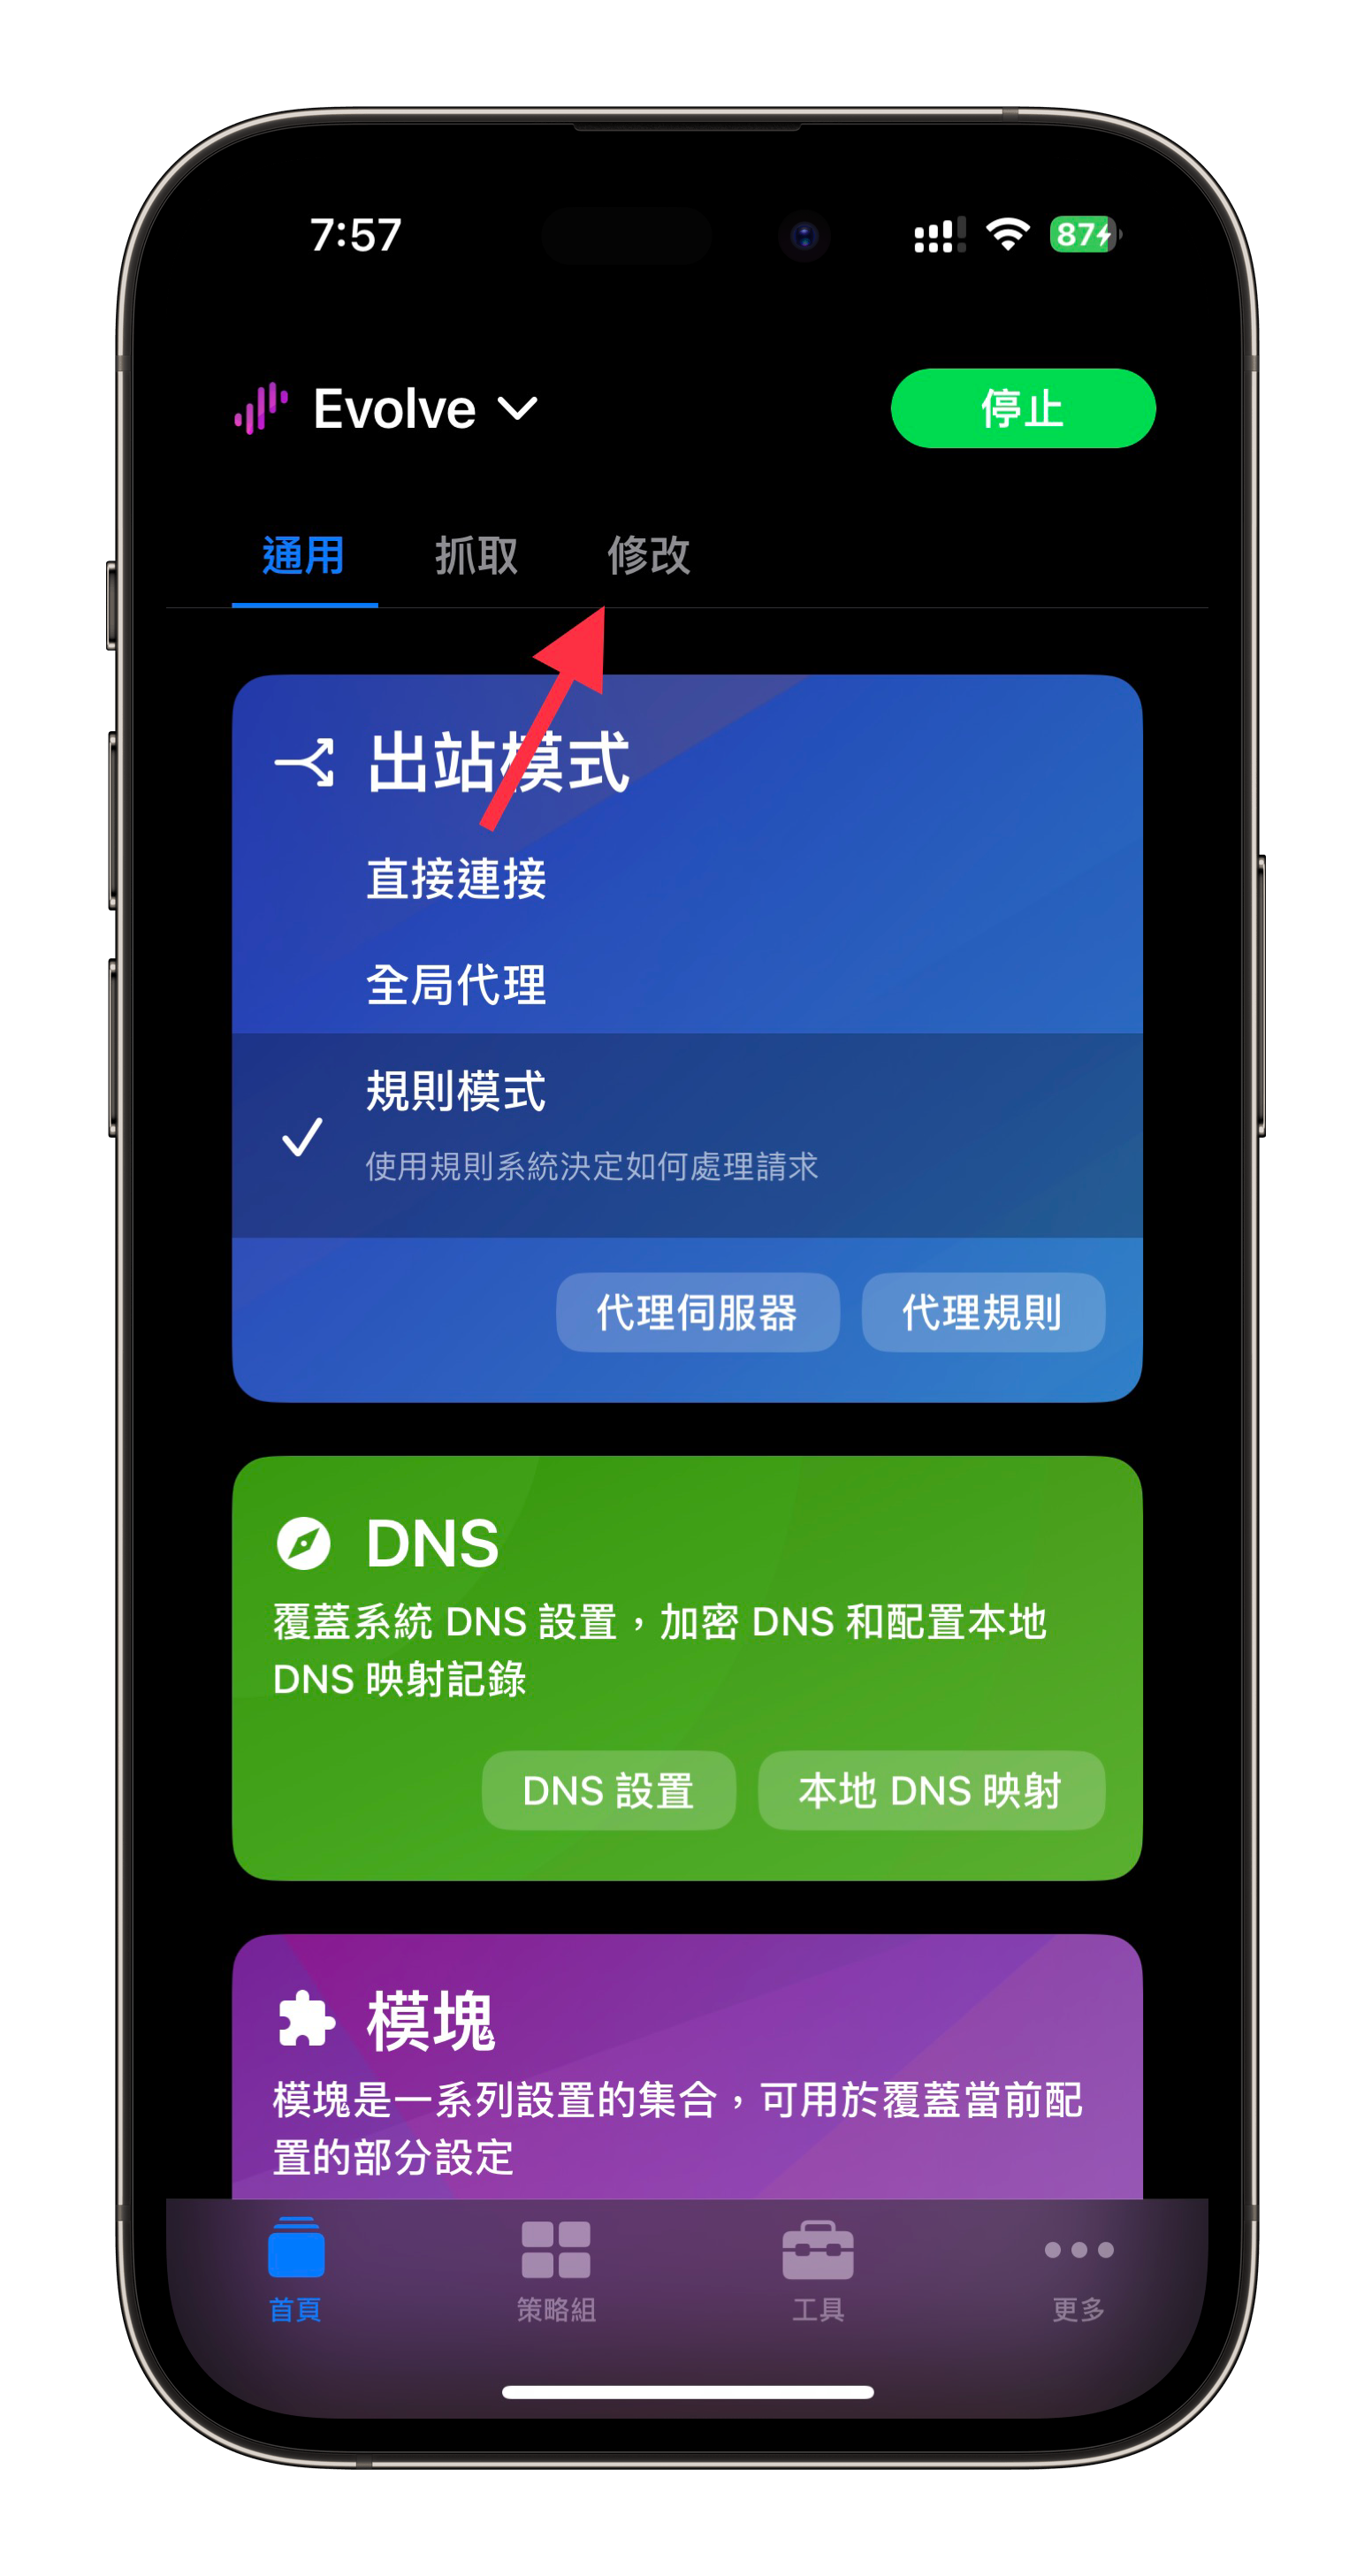 7:57
87
Evolve
停止
通用
抓取
修改
出站模式
直接連接
全局代理
規則模式
使用規則系統決定如何處理請求
代理伺服器
代理規則
DNS
覆蓋系統 DNS 設置，加密 DNS 和配置本地
DNS 映射記錄
DNS 設置
本地 DNS 映射
模塊
模塊是一系列設置的集合，可用於覆蓋當前配
置的部分設定
首頁
策略組
工具
更多